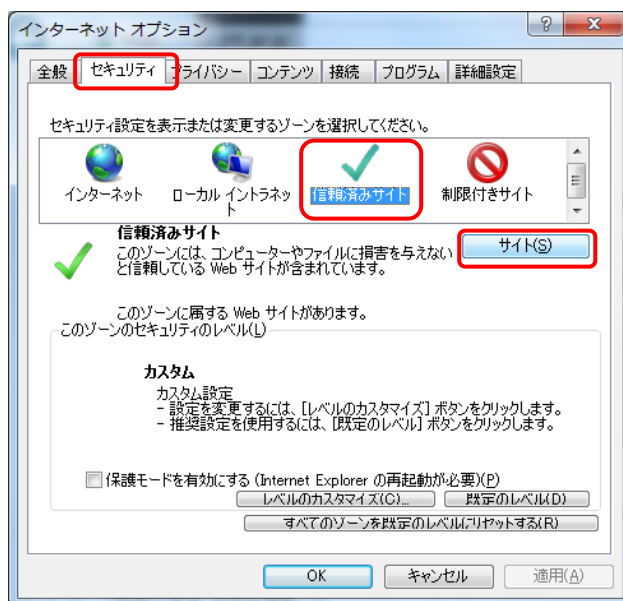 インターネット オプション
全般 セキュリティ プライバシー コンテンツ 接続 プログラム 詳細設定
セキュリティ設定を表示または変更するゾーンを選択してください。
インターネット ローカル イントラネット 信頼済みサイト 制限付きサイト
信頼済みサイト
サイト(S)
このゾーンには、コンピューターやファイルに損害を与えない
と信頼している Web サイトが含まれています。
このゾーンに属する Web サイトがあります。
このゾーンのセキュリティのレベル(L)
カスタム
カスタム設定
- 設定を変更するには、[レベルのカスタマイズ] ボタンをクリックします。
- 推奨設定を使用するには、[既定のレベル] ボタンをクリックします。
保護モードを有効にする (Internet Explorer の再起動が必要)(P)
レベルのカスタマイズ(C)... 既定のレベル(D)
すべてのゾーンを既定のレベルにリセットする(R)
OK キャンセル 適用(A)